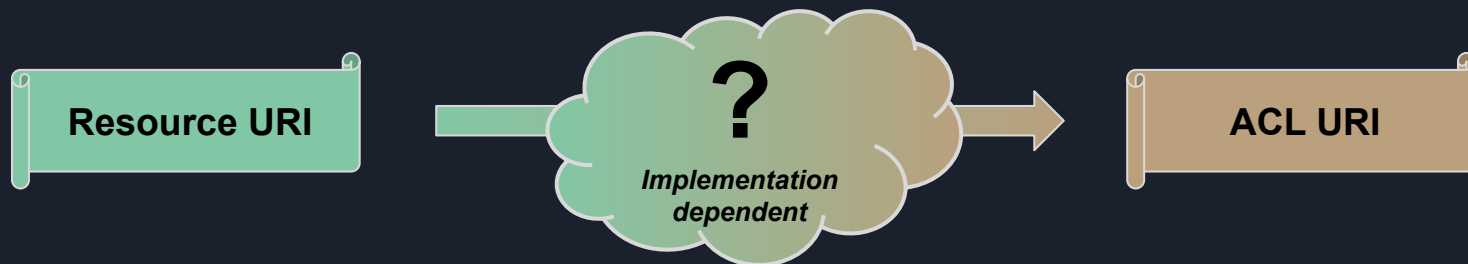 Resource URI
?
Implementation
dependent
ACL URI